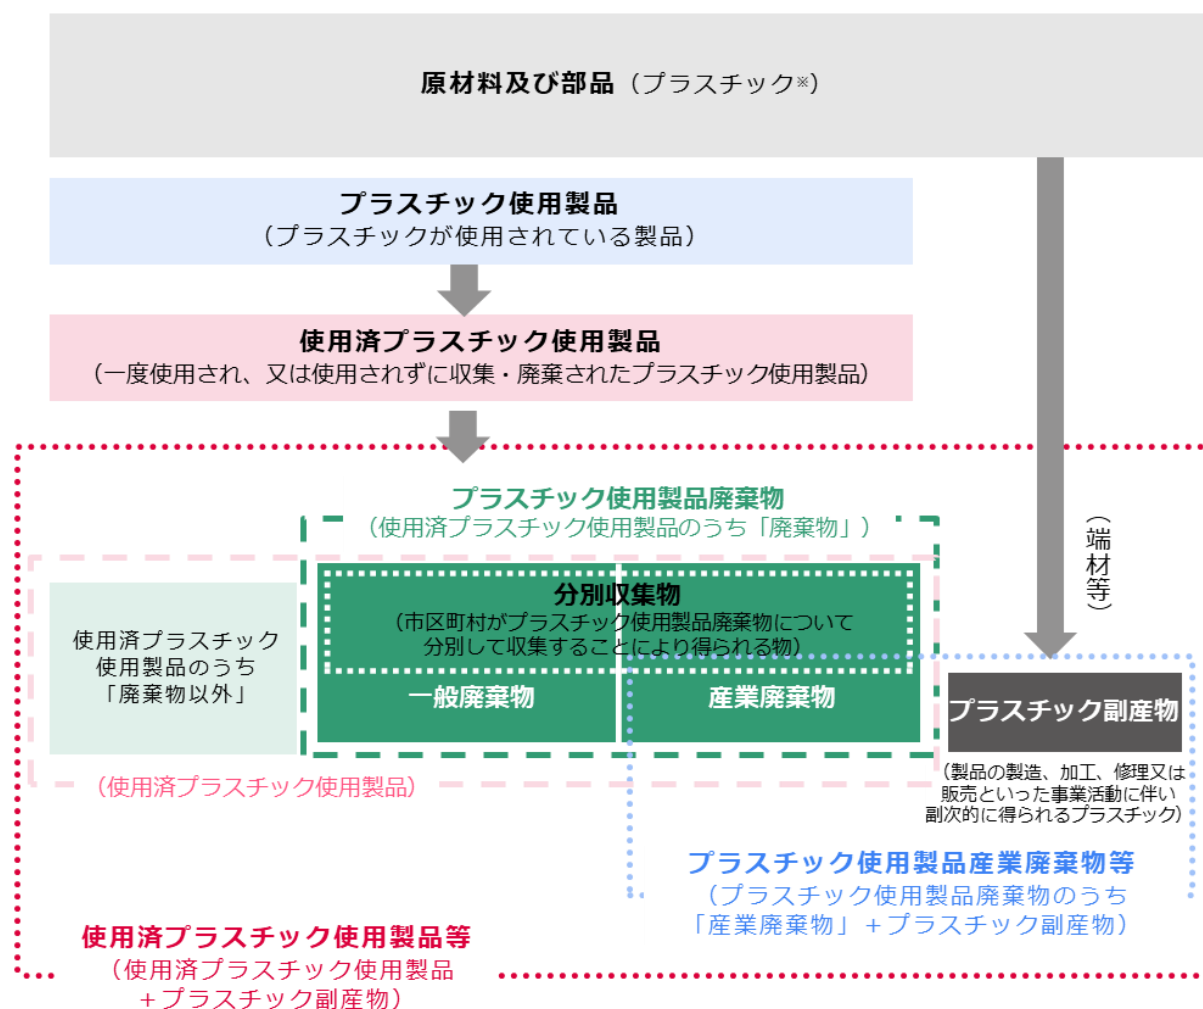 原材料及び部品（プラスチック※）
プラスチック使用製品
（プラスチックが使用されている製品）
使用済プラスチック使用製品
（一度使用され、又は使用されずに収集・廃棄されたプラスチック使用製品）
プラスチック使用製品廃棄物
（使用済プラスチック使用製品のうち「廃棄物」）
（端材等）
使用済プラスチック
使用製品のうち
「廃棄物以外」
分別収集物
（市区町村がプラスチック使用製品廃棄物について
分別して収集することにより得られる物）
一般廃棄物
産業廃棄物
プラスチック副産物
（製品の製造、加工、修理又は
販売といった事業活動に伴い
副次的に得られるプラスチック）
（使用済プラスチック使用製品）
プラスチック使用製品産業廃棄物等
（プラスチック使用製品廃棄物のうち
「産業廃棄物」＋プラスチック副産物）
使用済プラスチック使用製品等
（使用済プラスチック使用製品
＋プラスチック副産物）